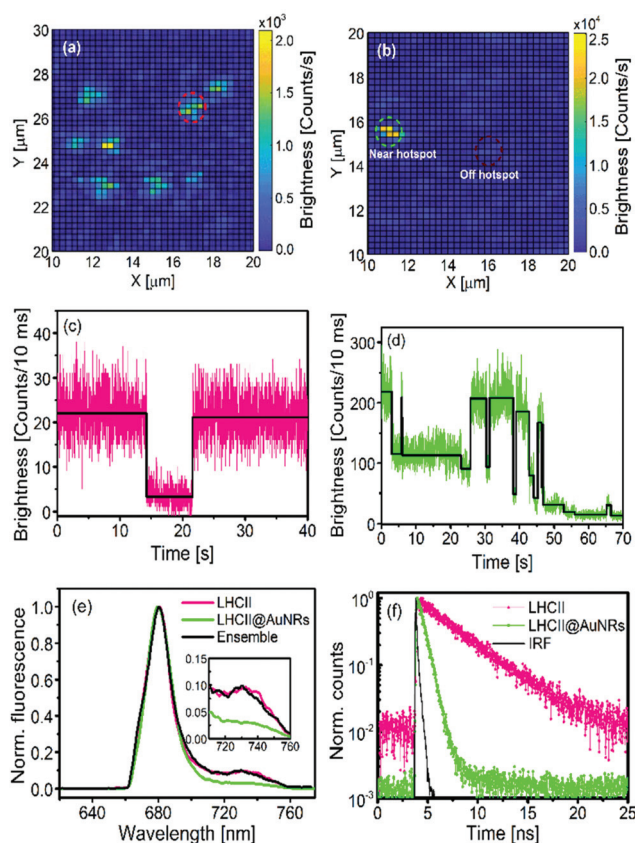 ×10³
(a)
30
28
26
24
22
20
Y [µm]
10 12 14 16 18 20
X [µm]
2.0
1.5
1.0
0.5
0.0
Brightness [Counts/s]
×10⁴
(b)
20
18
16
14
12
10
Y [µm]
Near hotspot
Off hotspot
10 12 14 16 18 20
X [µm]
2.5
2.0
1.5
1.0
0.5
0.0
Brightness [Counts/s]
(c)
40
30
20
10
0
Brightness [Counts/10 ms]
0 10 20 30 40
Time [s]
(d)
300
200
100
0
Brightness [Counts/10 ms]
0 10 20 30 40 50 60 70
Time [s]
(e)
LHCII
LHCII@AuNRs
Ensemble
1.0
0.8
0.6
0.4
0.2
0.0
Norm. fluorescence
0.15
0.10
0.05
0.00
720 740 760
640 680 720 760
Wavelength [nm]
(f)
LHCII
LHCII@AuNRs
IRF
10⁰
10⁻¹
10⁻²
10⁻³
Norm. counts
0 5 10 15 20 25
Time [ns]